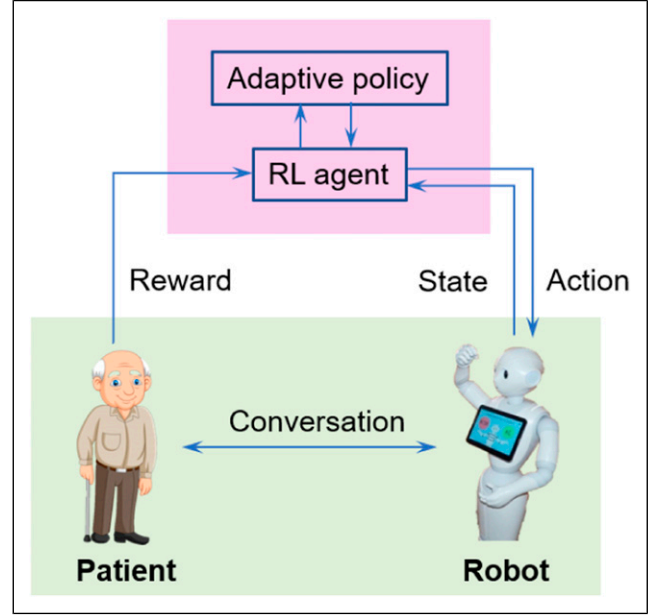 Adaptive policy
RL agent
Reward
State
Action
Conversation
Patient
Robot